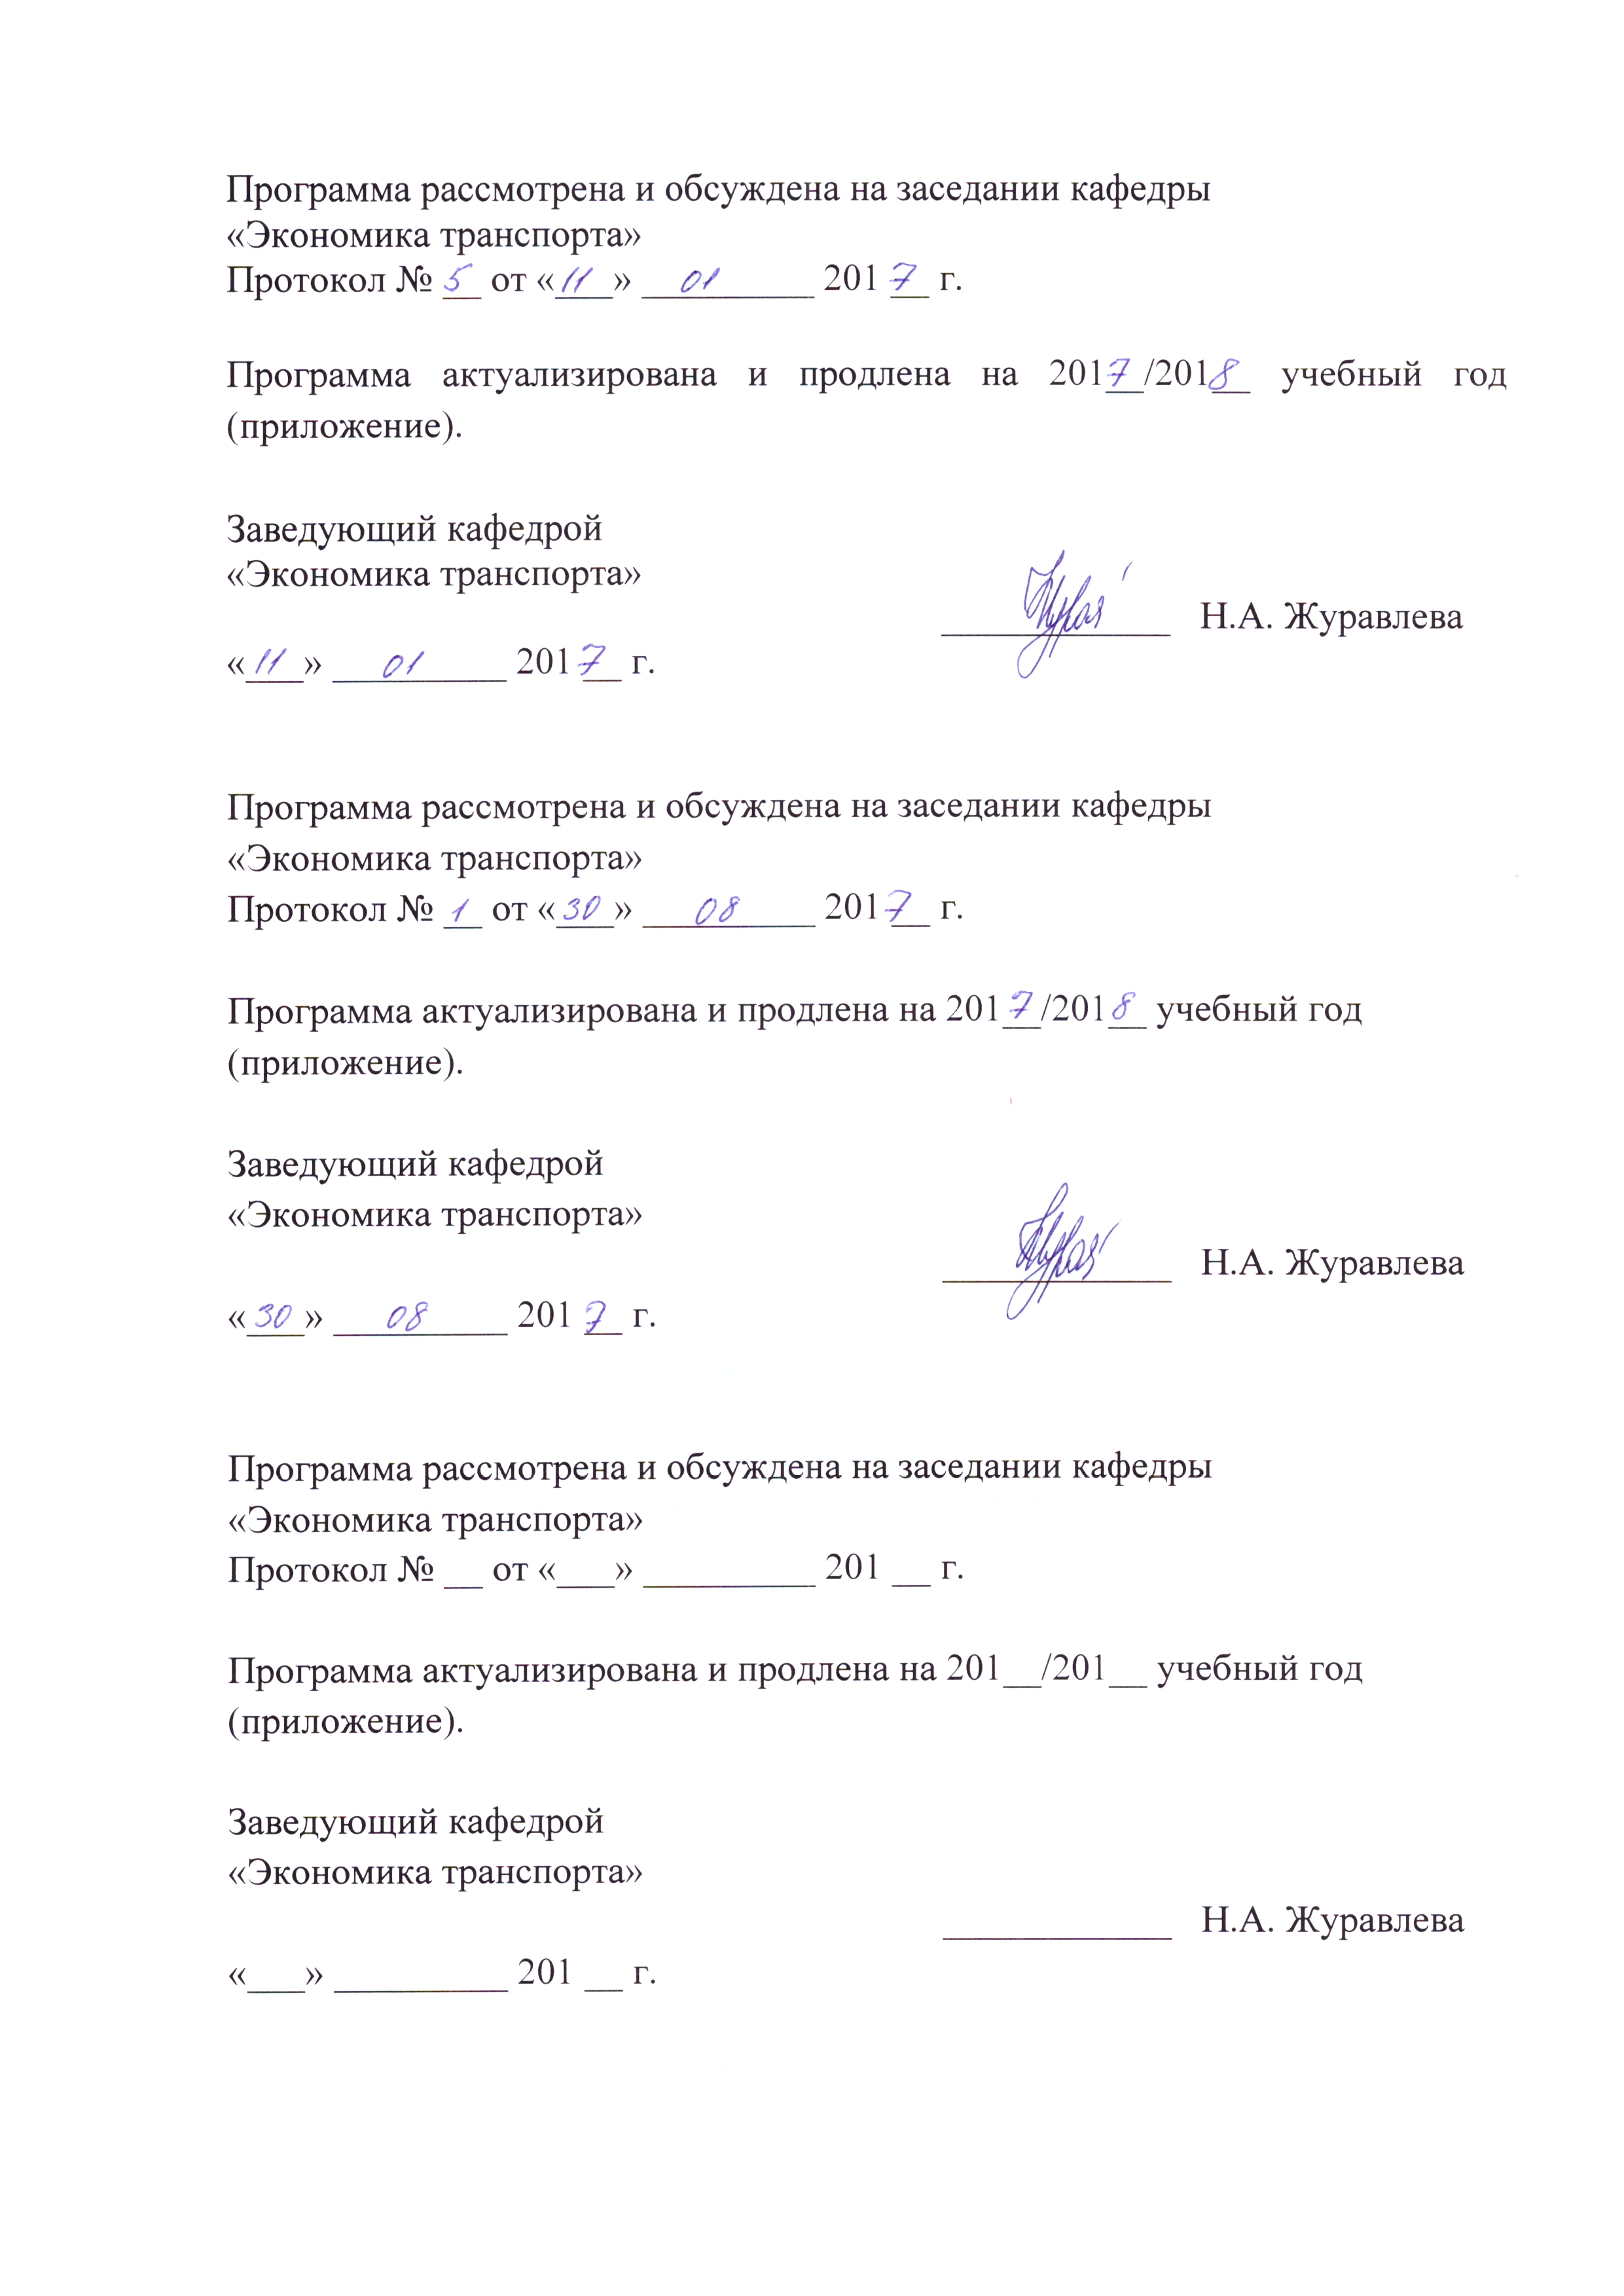 Программа рассмотрена и обсуждена на заседании кафедры
«Экономика транспорта»
Протокол № 5 от «11» 01 2017 г.
Программа актуализирована и продлена на 2017/2018 учебный год
(приложение).
Заведующий кафедрой
«Экономика транспорта»
Н.А. Журавлева
«11» 01 2017 г.
Программа рассмотрена и обсуждена на заседании кафедры
«Экономика транспорта»
Протокол № 1 от «30» 08 2017 г.
Программа актуализирована и продлена на 2017/2018 учебный год
(приложение).
Заведующий кафедрой
«Экономика транспорта»
Н.А. Журавлева
«30» 08 2017 г.
Программа рассмотрена и обсуждена на заседании кафедры
«Экономика транспорта»
Протокол № __ от «___» _________ 201 __ г.
Программа актуализирована и продлена на 201__/201__ учебный год
(приложение).
Заведующий кафедрой
«Экономика транспорта»
____________ Н.А. Журавлева
«___» _________ 201 __ г.